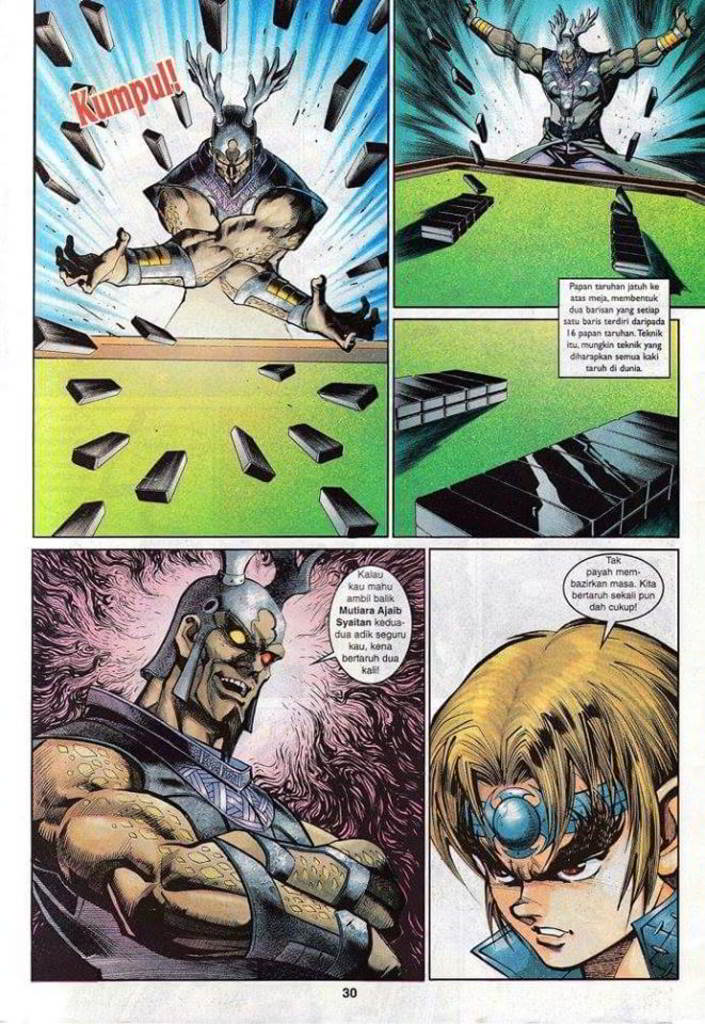 Kumpul!
Papan taruhan jatuh ke
atas meja, membentuk
dua barisan yang setiap
satu baris terdiri daripada
16 papan taruhan. Teknik
itu, mungkin teknik yang
diharapkan semua kaki
taruh di dunia.
Kalau
kau mahu
ambil balik
Mutiara Ajaib
Syaitan kedua-
dua adik seguru
kau, kena
bertaruh dua
kali!
Tak
payah mem-
bazirkan masa. Kita
bertaruh sekali pun
dah cukup!
30